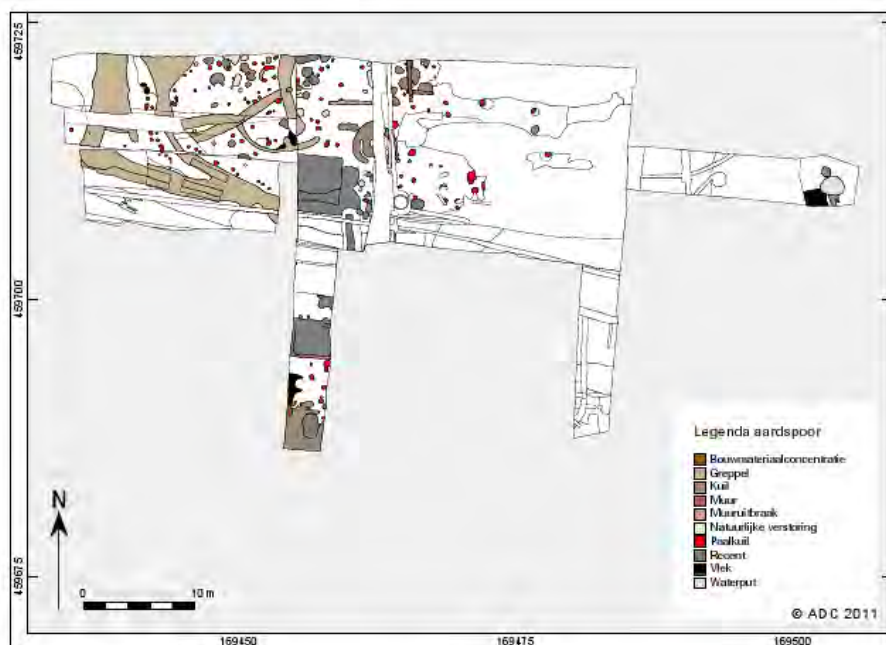 459725
459700
459675
N
0 10 m
Legenda aardspoor
Bouwmateriaalconcentratie
Greppel
Kuil
Muur
Muuruitbraak
Natuurlijke verstoring
Paalkuil
Recent
Vlek
Waterput
© ADC 2011
169450 169475 169500